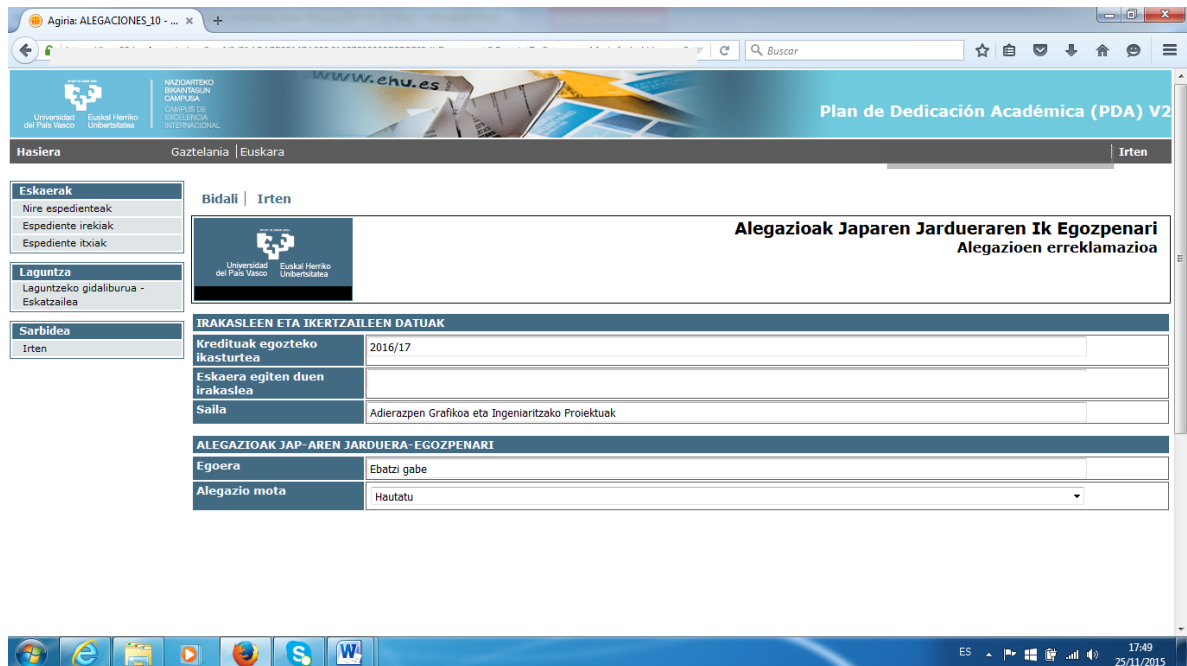 Agiria: ALEGACIONES_10 - ... × +
Buscar
Universidad del País Vasco
Euskal Herriko Unibertsitatea
NAZIOARTEKO
BIKAINTASUN
CAMPUSA
CAMPUS DE
EXCELENCIA
INTERNACIONAL
www.ehu.es
Plan de Dedicación Académica (PDA) V2
Hasiera
Gaztelania | Euskara
Irten
Eskaerak
Nire espedienteak
Espediente irekiak
Espediente itxiak
Laguntza
Laguntzeko gidaliburua -
Eskatzailea
Sarbidea
Irten
Bidali | Irten
Universidad del País Vasco
Euskal Herriko Unibertsitatea
Alegazioak Japaren Jardueraren Ik Egozpenari
Alegazioen erreklamazioa
IRAKASLEEN ETA IKERTZAILEEN DATUAK
Kredituak egozteko
ikasturtea
2016/17
Eskaera egiten duen
irakaslea
Saila
Adierazpen Grafikoa eta Ingeniaritzako Proiektuak
ALEGAZIOAK JAP-AREN JARDUERA-EGOZPENARI
Egoera
Ebatzi gabe
Alegazio mota
Hautatu
ES
17:49
25/11/2015